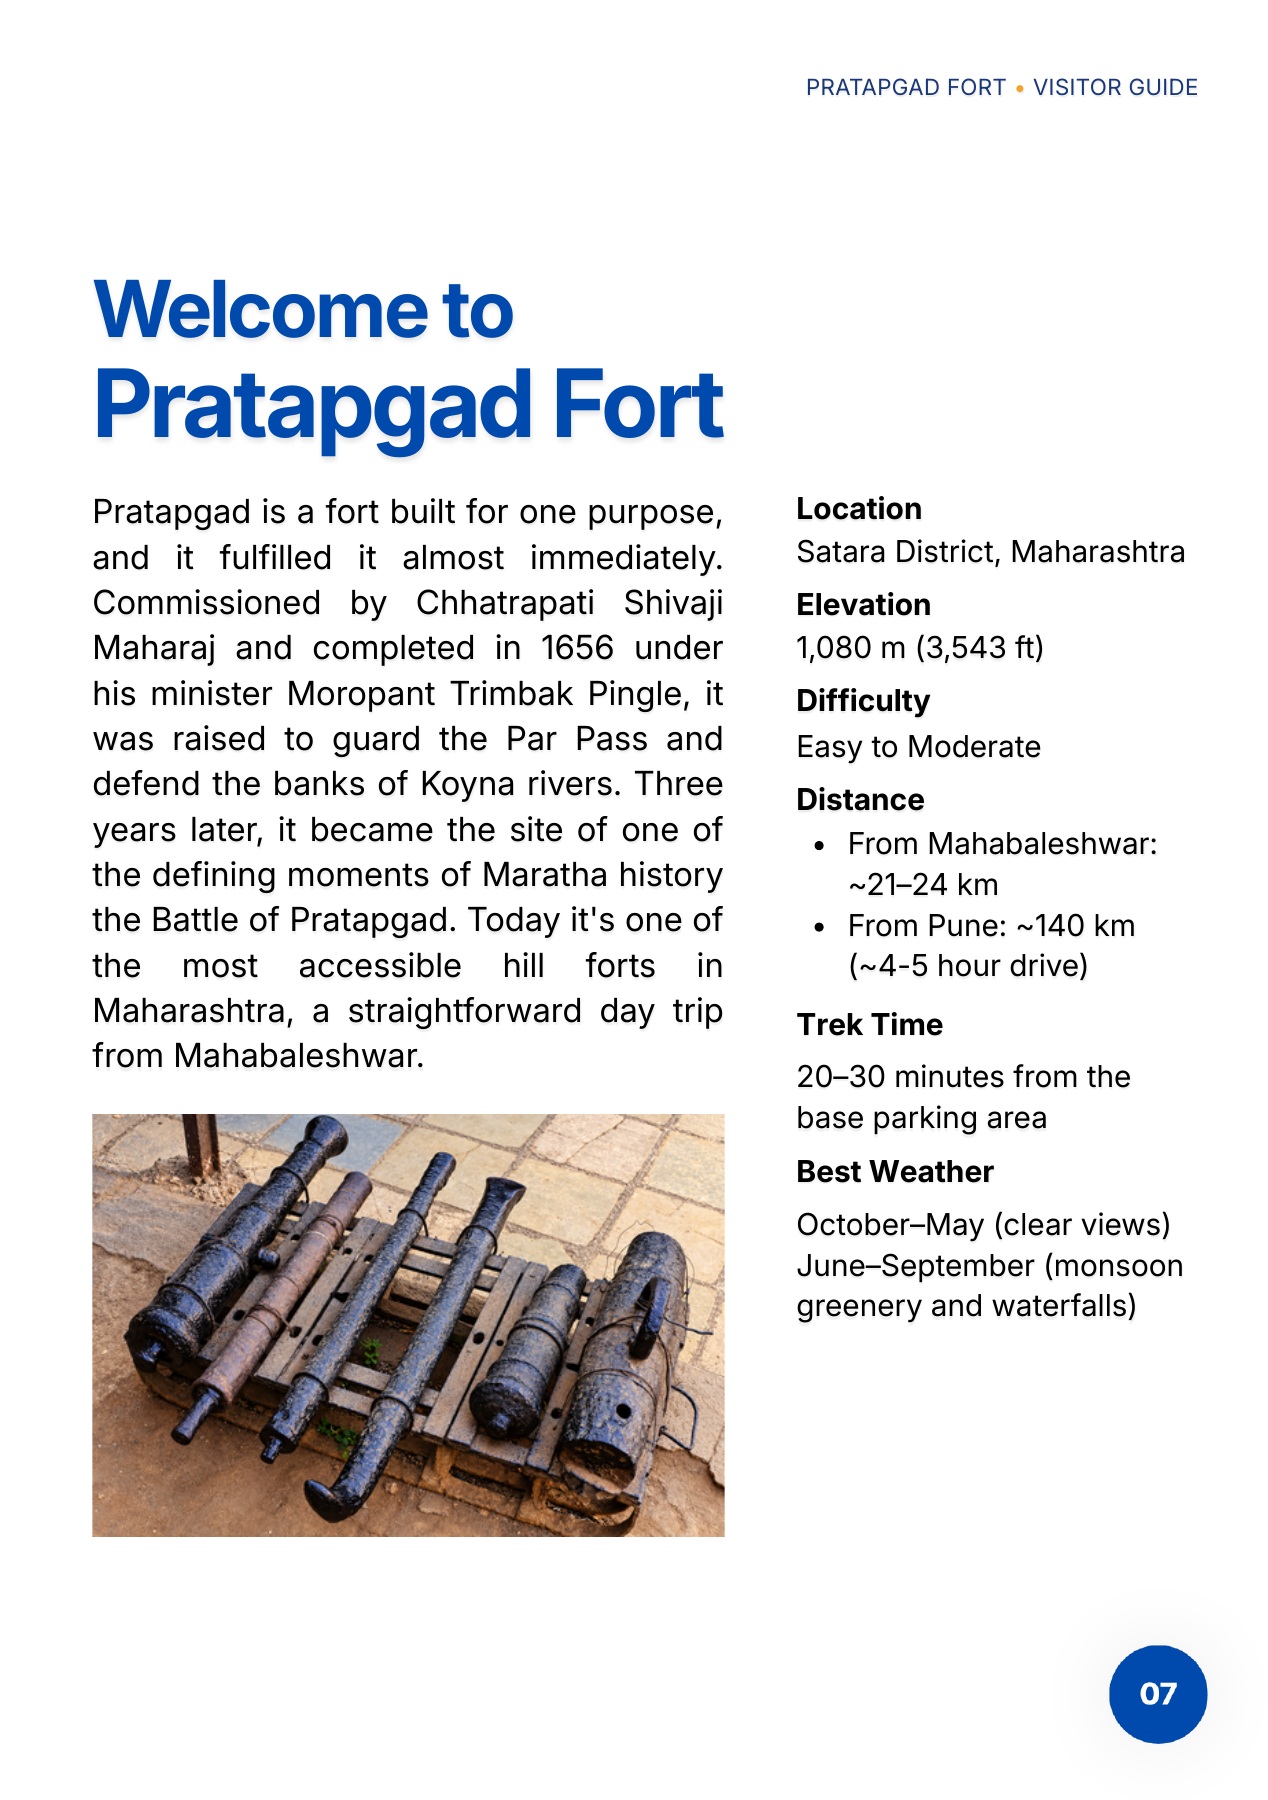 PRATAPGAD FORT • VISITOR GUIDE
Welcome to
Pratapgad Fort
Pratapgad is a fort built for one purpose,
and it fulfilled it almost immediately.
Commissioned by Chhatrapati Shivaji
Maharaj and completed in 1656 under
his minister Moropant Trimbak Pingle, it
was raised to guard the Par Pass and
defend the banks of Koyna rivers. Three
years later, it became the site of one of
the defining moments of Maratha history
the Battle of Pratapgad. Today it's one of
the most accessible hill forts in
Maharashtra, a straightforward day trip
from Mahabaleshwar.
Location
Satara District, Maharashtra
Elevation
1,080 m (3,543 ft)
Difficulty
Easy to Moderate
Distance
• From Mahabaleshwar:
~21–24 km
• From Pune: ~140 km
(~4-5 hour drive)
Trek Time
20–30 minutes from the
base parking area
Best Weather
October–May (clear views)
June–September (monsoon
greenery and waterfalls)
07